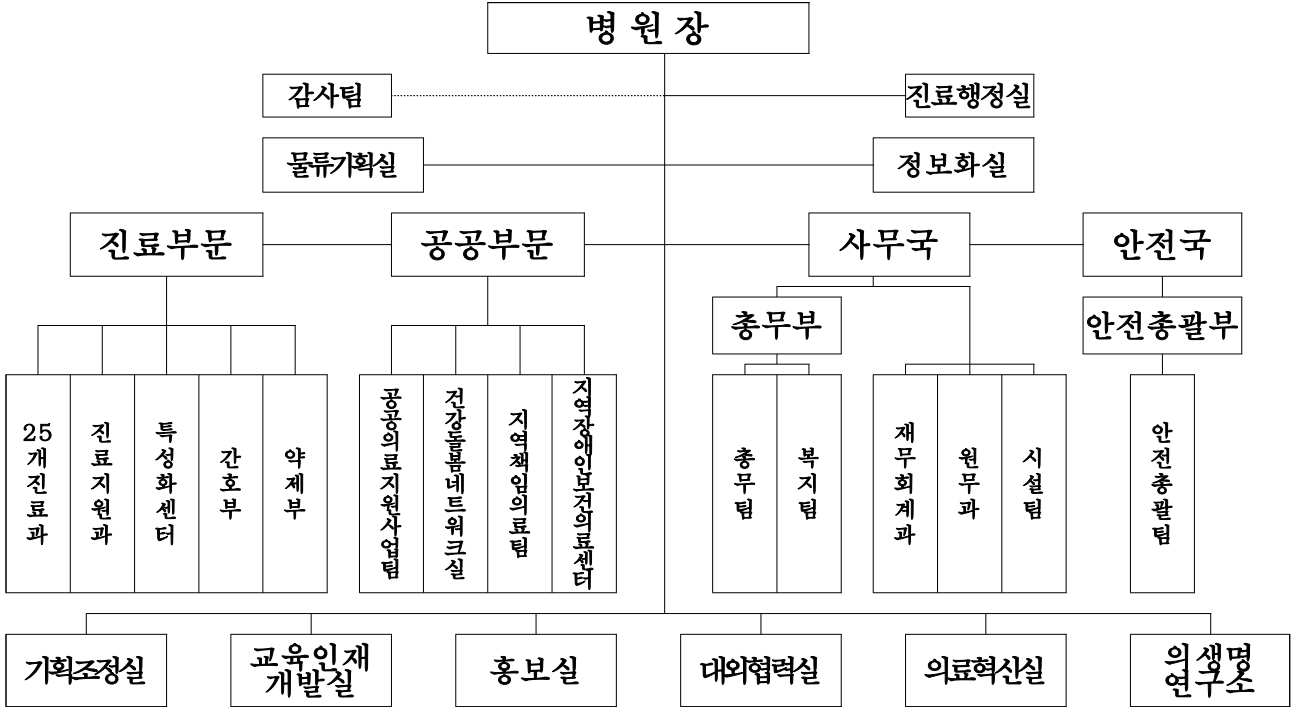 병원장
감사팀
진료행정실
물류기획실
정보화실
진료부문
공공부문
사무국
안전국
총무부
안전총괄부
25개진료과
진료지원과
특성화센터
간호부
약제부
공공의료지원사업팀
건강돌봄네트워크실
지역책임의료팀
지역장애인보건의료센터
총무팀
복지팀
재무회계과
원무과
시설팀
안전총괄팀
기획조정실
교육인재
개발실
홍보실
대외협력실
의료혁신실
의생명
연구소